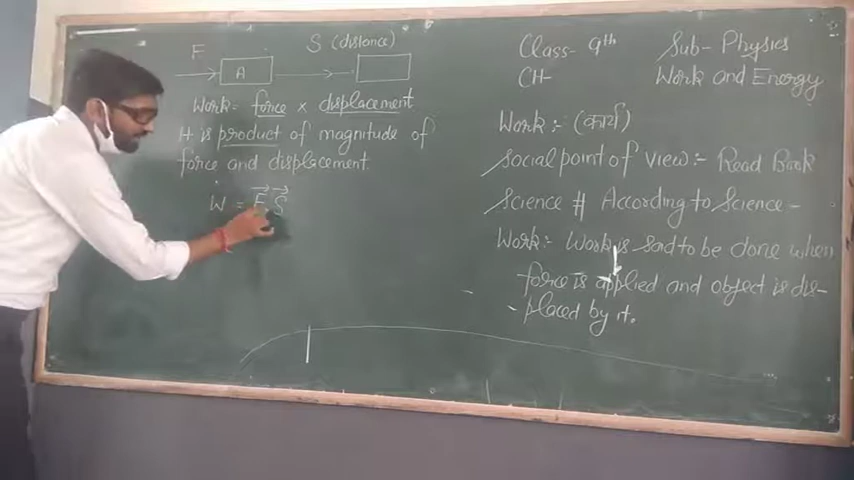 F
S (distance)
A
Work = force × displacement
it is product of magnitude of
force and displacement.
W = F⃗ S⃗
Class- 9th
Sub- Physics
CH-
Work and Energy
Work :- (कार्य)
Social point of view :- Read Book
Science # According to Science -
Work :- Work is said to be done when
force is applied and object is dis-
placed by it.